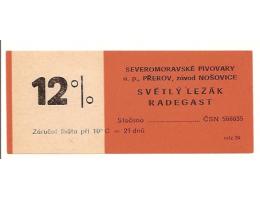 12%
SEVEROMORAVSKÉ PIVOVARY
n. p., PŘEROV, závod NOŠOVICE
SVĚTLÝ LEŽÁK
RADEGAST
Stočeno ČSN 566635
Záruční lhůta při 10°C — 21 dnů